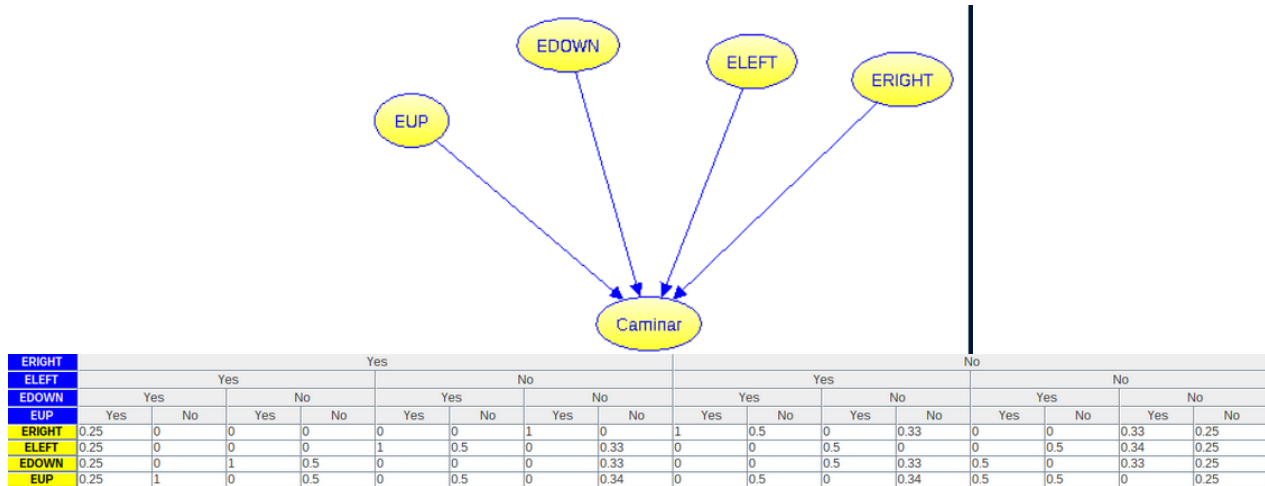 EDOWN
ELEFT
ERIGHT
EUP
Caminar
ERIGHT Yes No
ELEFT Yes No Yes No
EDOWN Yes No Yes No Yes No Yes No
EUP Yes No Yes No Yes No Yes No Yes No Yes No Yes No Yes No
ERIGHT 0.25 0 0 0 0 0 1 0 1 0.5 0 0.33 0 0 0.33 0.25
ELEFT 0.25 0 0 0 1 0.5 0 0.33 0 0 0.5 0 0 0.5 0.34 0.25
EDOWN 0.25 0 1 0.5 0 0 0 0.33 0 0 0.5 0.33 0.5 0 0.33 0.25
EUP 0.25 1 0 0.5 0 0.5 0 0.34 0 0.5 0 0.34 0.5 0.5 0 0.25